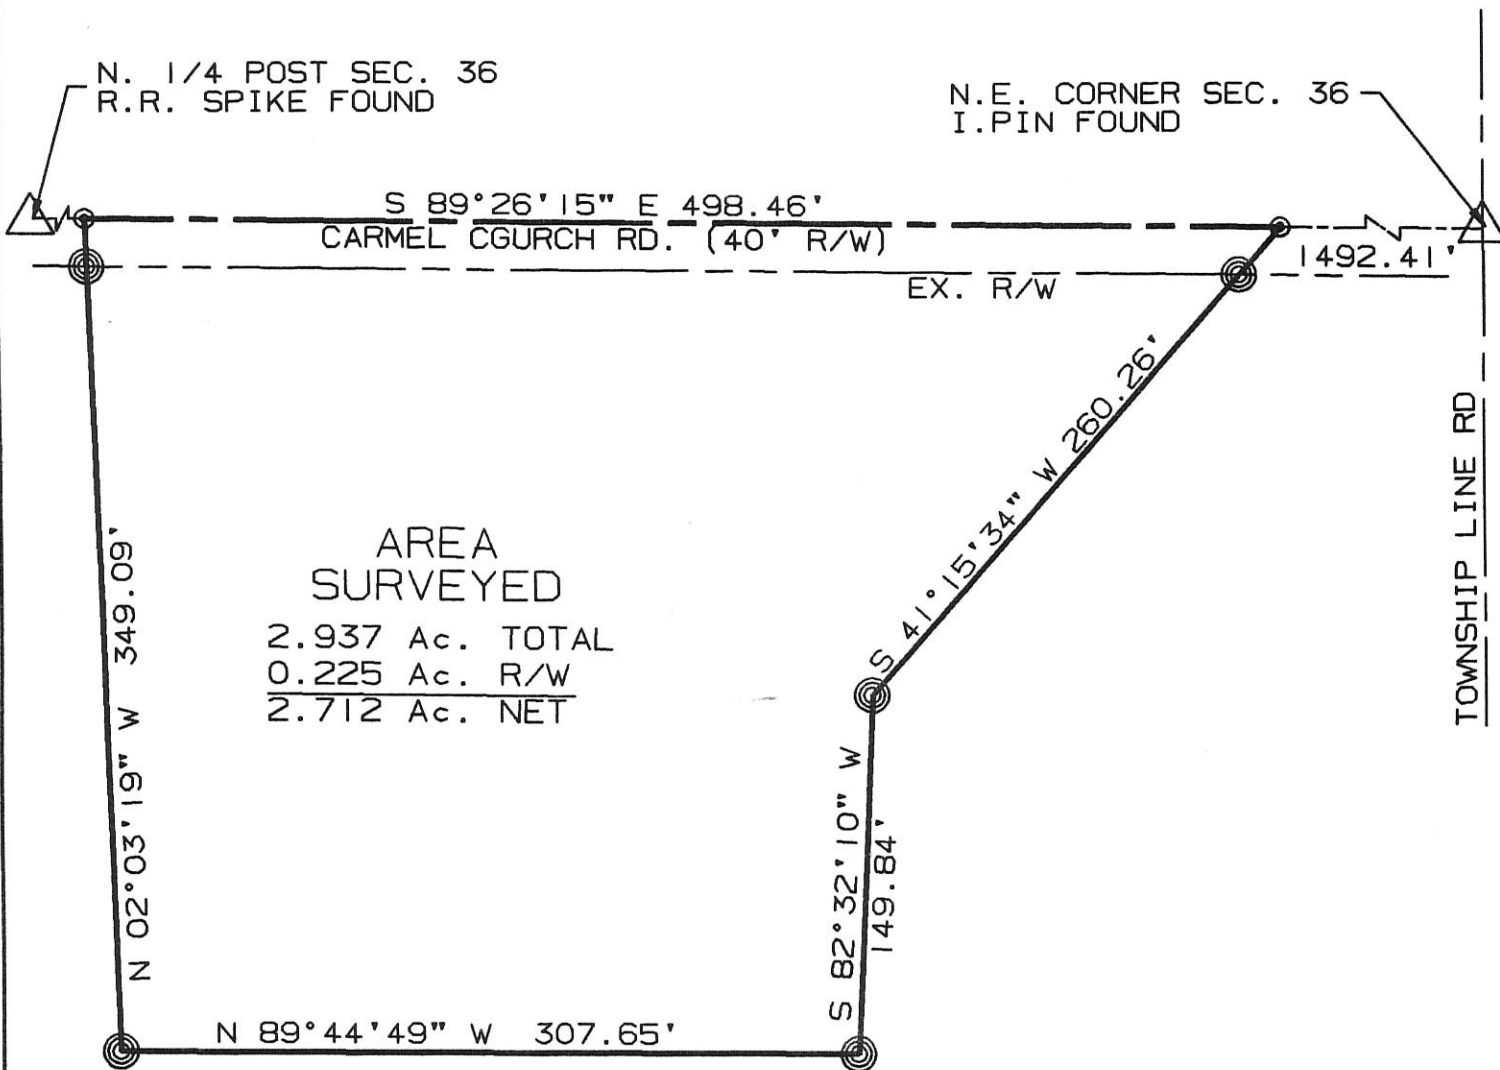 N. 1/4 POST SEC. 36
R.R. SPIKE FOUND
N.E. CORNER SEC. 36
I.PIN FOUND
S 89°26'15" E 498.46'
CARMEL CGURCH RD. (40' R/W)
1492.41'
EX. R/W
S 41°15'34" W 260.26'
TOWNSHIP LINE RD
N 02°03'19" W 349.09'
AREA
SURVEYED
2.937 Ac. TOTAL
0.225 Ac. R/W
2.712 Ac. NET
S 82°32'10" W
149.84'
N 89°44'49" W 307.65'